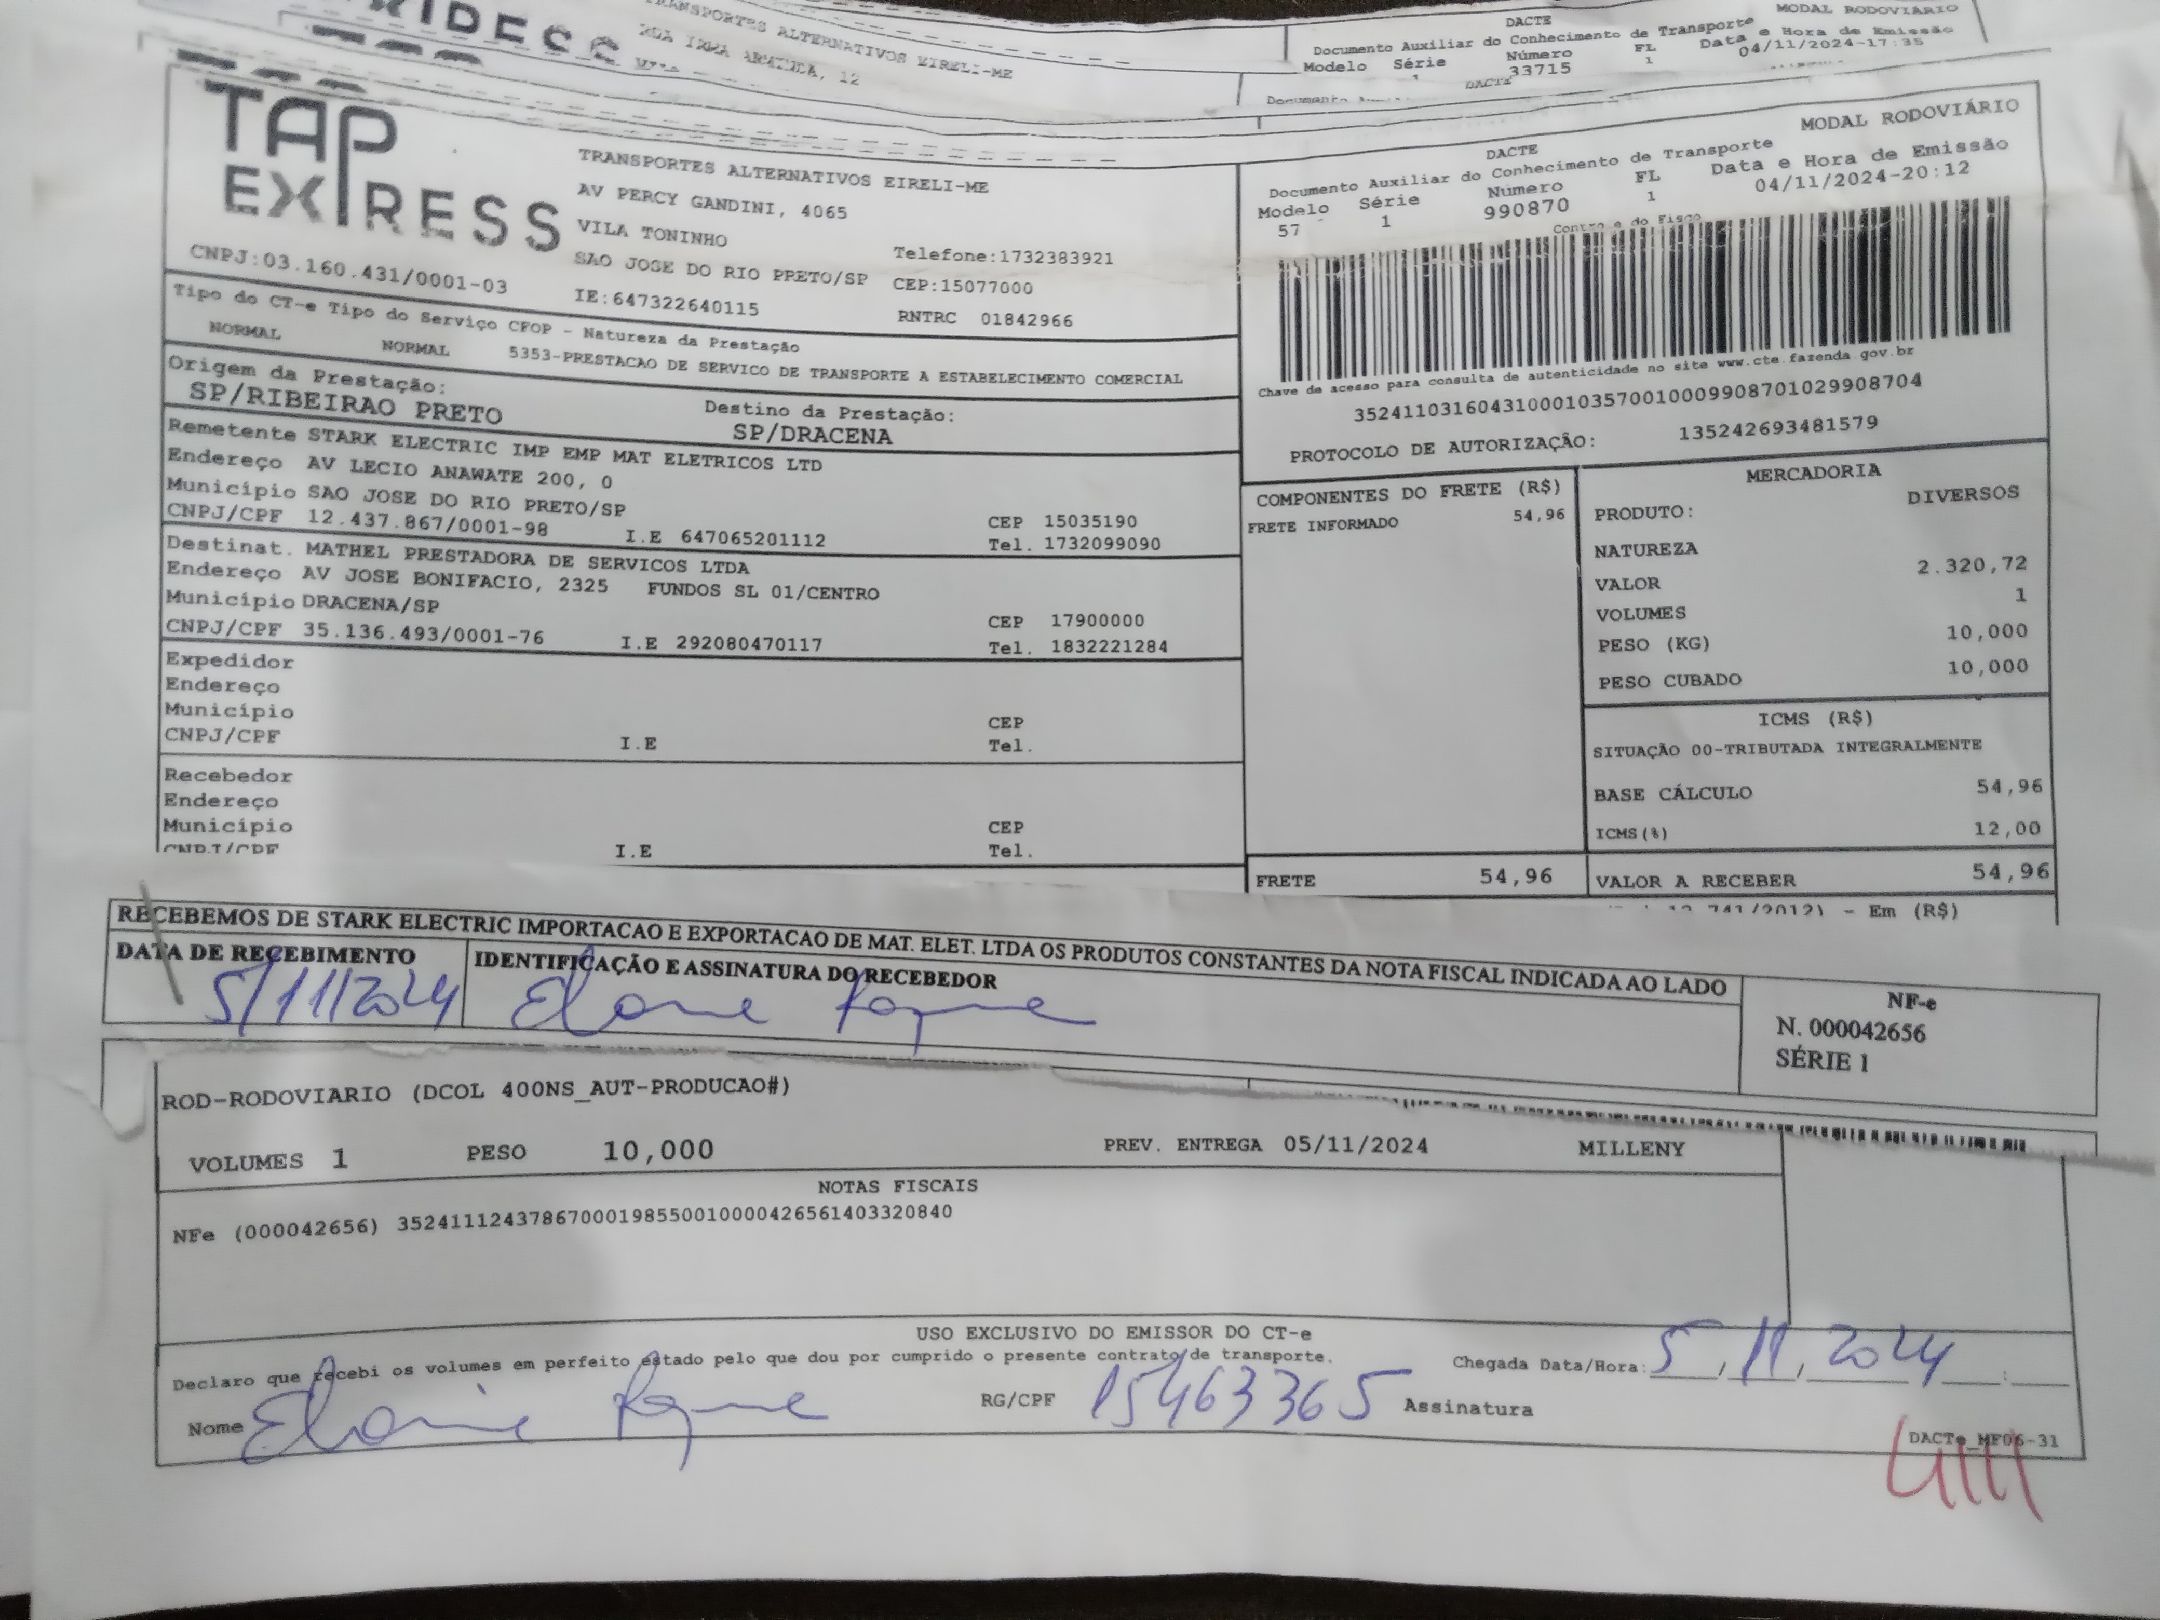 TRANSPORTES ALTERNATIVOS EIRELI-ME
DACTE
MODAL RODOVIÁRIO
Documento Auxiliar do Conhecimento de Transporte
Modelo Série Número FL Data e Hora de Emissão
1 33715 1 04/11/2024-17:35
DACTE
TAP EXPRESS
TRANSPORTES ALTERNATIVOS EIRELI-ME
AV PERCY GANDINI, 4065
VILA TONINHO
Telefone:1732383921
SAO JOSE DO RIO PRETO/SP CEP:15077000
CNPJ:03.160.431/0001-03
IE:647322640115
RNTRC 01842966
MODAL RODOVIÁRIO
DACTE
Documento Auxiliar do Conhecimento de Transporte
Modelo Série Numero FL Data e Hora de Emissão
57 1 990870 1 04/11/2024-20:12
Chave de acesso para consulta de autenticidade no site www.cte.fazenda.gov.br
35241103160431000103570010009908701029908704
PROTOCOLO DE AUTORIZAÇÃO: 135242693481579
Tipo do CT-e Tipo do Serviço CFOP - Natureza da Prestação
NORMAL NORMAL 5353-PRESTACAO DE SERVICO DE TRANSPORTE A ESTABELECIMENTO COMERCIAL
Origem da Prestação: Destino da Prestação:
SP/RIBEIRAO PRETO SP/DRACENA
Remetente STARK ELECTRIC IMP EMP MAT ELETRICOS LTD
Endereço AV LECIO ANAWATE 200, 0
Município SAO JOSE DO RIO PRETO/SP CEP 15035190
CNPJ/CPF 12.437.867/0001-98 I.E 647065201112 Tel. 1732099090
Destinat. MATHEL PRESTADORA DE SERVICOS LTDA
Endereço AV JOSE BONIFACIO, 2325 FUNDOS SL 01/CENTRO
Município DRACENA/SP CEP 17900000
CNPJ/CPF 35.136.493/0001-76 I.E 292080470117 Tel. 1832221284
Expedidor
Endereço
Município CEP
CNPJ/CPF I.E Tel.
Recebedor
Endereço
Município CEP
CNPJ/CPF I.E Tel.
COMPONENTES DO FRETE (R$)
FRETE INFORMADO 54,96
FRETE 54,96
MERCADORIA
PRODUTO: DIVERSOS
NATUREZA
VALOR 2.320,72
VOLUMES 1
PESO (KG) 10,000
PESO CUBADO 10,000
ICMS (R$)
SITUAÇÃO 00-TRIBUTADA INTEGRALMENTE
BASE CÁLCULO 54,96
ICMS(%) 12,00
VALOR A RECEBER 54,96
12.741/2012) - Em (R$)
RECEBEMOS DE STARK ELECTRIC IMPORTACAO E EXPORTACAO DE MAT. ELET. LTDA OS PRODUTOS CONSTANTES DA NOTA FISCAL INDICADA AO LADO
DATA DE RECEBIMENTO IDENTIFICAÇÃO E ASSINATURA DO RECEBEDOR
5/11/2024
NF-e
N. 000042656
SÉRIE 1
ROD-RODOVIARIO (DCOL 400NS_AUT-PRODUCAO#)
VOLUMES 1 PESO 10,000 PREV. ENTREGA 05/11/2024 MILLENY
NOTAS FISCAIS
NFe (000042656) 35241112437867000198550010000426561403320840
USO EXCLUSIVO DO EMISSOR DO CT-e
Declaro que recebi os volumes em perfeito estado pelo que dou por cumprido o presente contrato de transporte.
Chegada Data/Hora: 5/11/2024
Nome RG/CPF 15463365 Assinatura
DACTe_MF06-31